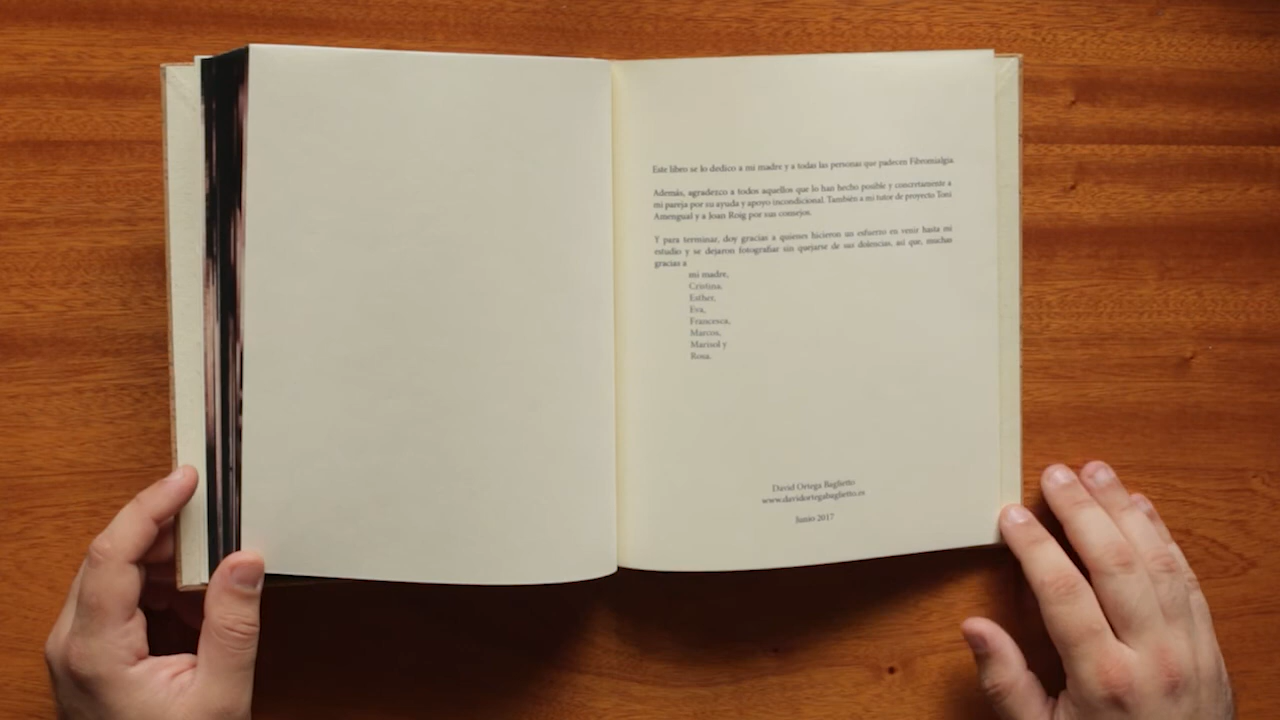 Este libro se lo dedico a mi madre y a todas las personas que padecen Fibromialgia.
Además, agradezco a todos aquellos que lo han hecho posible y concretamente a
mi pareja por su ayuda y apoyo incondicional. También a mi tutor de proyecto Toni
Amengual y a Joan Roig por sus consejos.
Y para terminar, doy gracias a quienes hicieron un esfuerzo en venir hasta mi
estudio y se dejaron fotografiar sin quejarse de sus dolencias, así que, muchas
gracias a
mi madre,
Cristina,
Esther,
Eva,
Francesca,
Marcos,
Marisol y
Rosa.
David Ortega Baglietto
www.davidortegabaglietto.es
Junio 2017